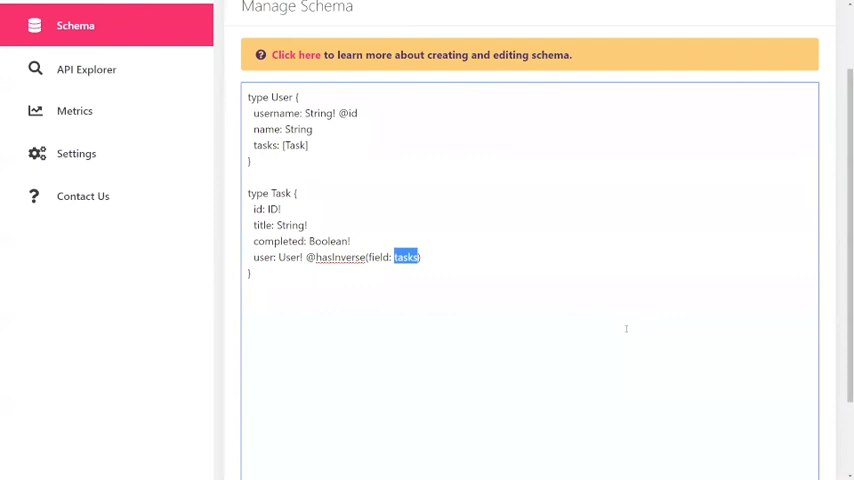 Manage Schema
Schema
API Explorer
Metrics
Settings
Contact Us
Click here to learn more about creating and editing schema.
type User {
username: String! @id
name: String
tasks: [Task]
}
type Task {
id: ID!
title: String!
completed: Boolean!
user: User! @hasInverse(field: tasks)
}